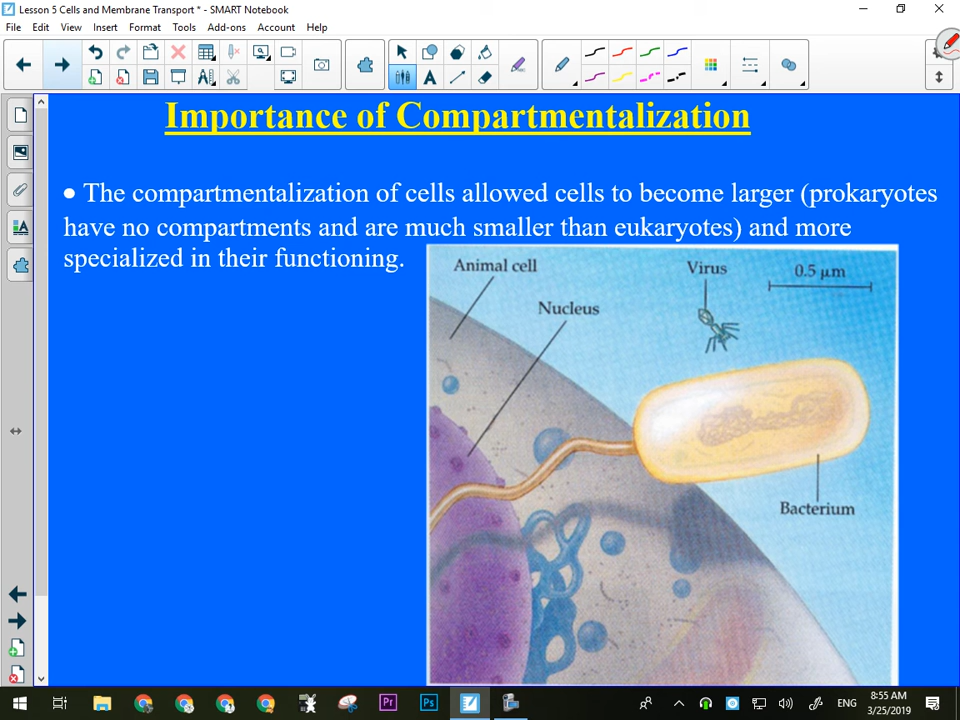 Lesson 5 Cells and Membrane Transport * - SMART Notebook
File Edit View Insert Format Tools Add-ons Account Help
Importance of Compartmentalization
• The compartmentalization of cells allowed cells to become larger (prokaryotes
have no compartments and are much smaller than eukaryotes) and more
specialized in their functioning.
Animal cell
Virus
0.5 µm
Nucleus
Bacterium
Pr
Ps
ENG
8:55 AM
3/25/2019